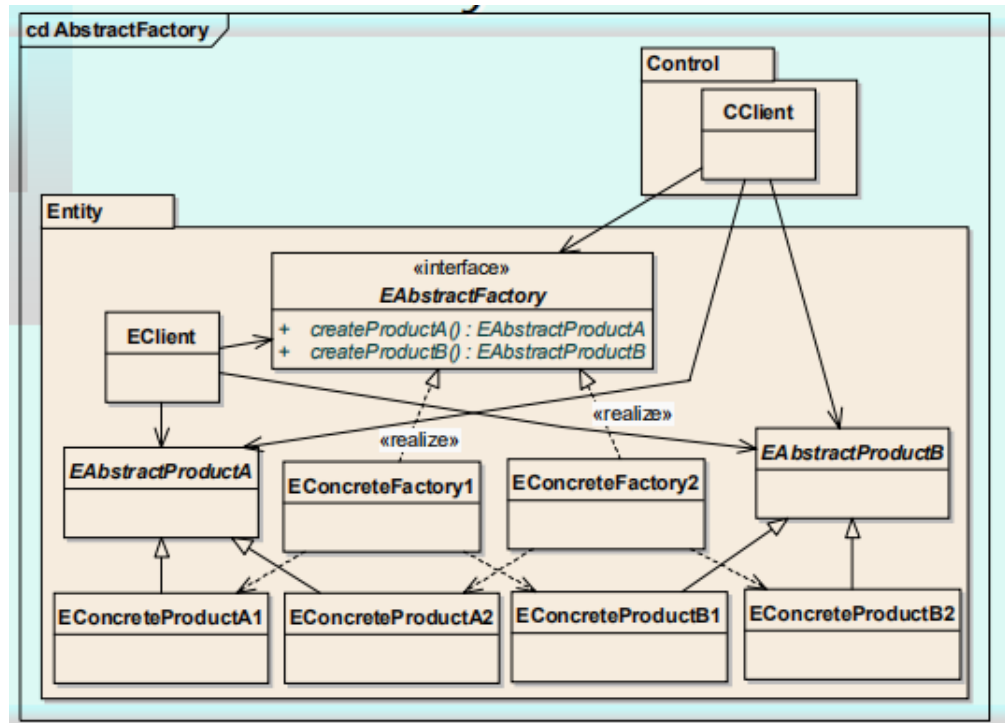 cd AbstractFactory
Control
CClient
Entity
«interface»
EAbstractFactory
+ createProductA() : EAbstractProductA
+ createProductB() : EAbstractProductB
EClient
«realize»
«realize»
EAbstractProductA
EAbstractProductB
EConcreteFactory1
EConcreteFactory2
EConcreteProductA1
EConcreteProductA2
EConcreteProductB1
EConcreteProductB2